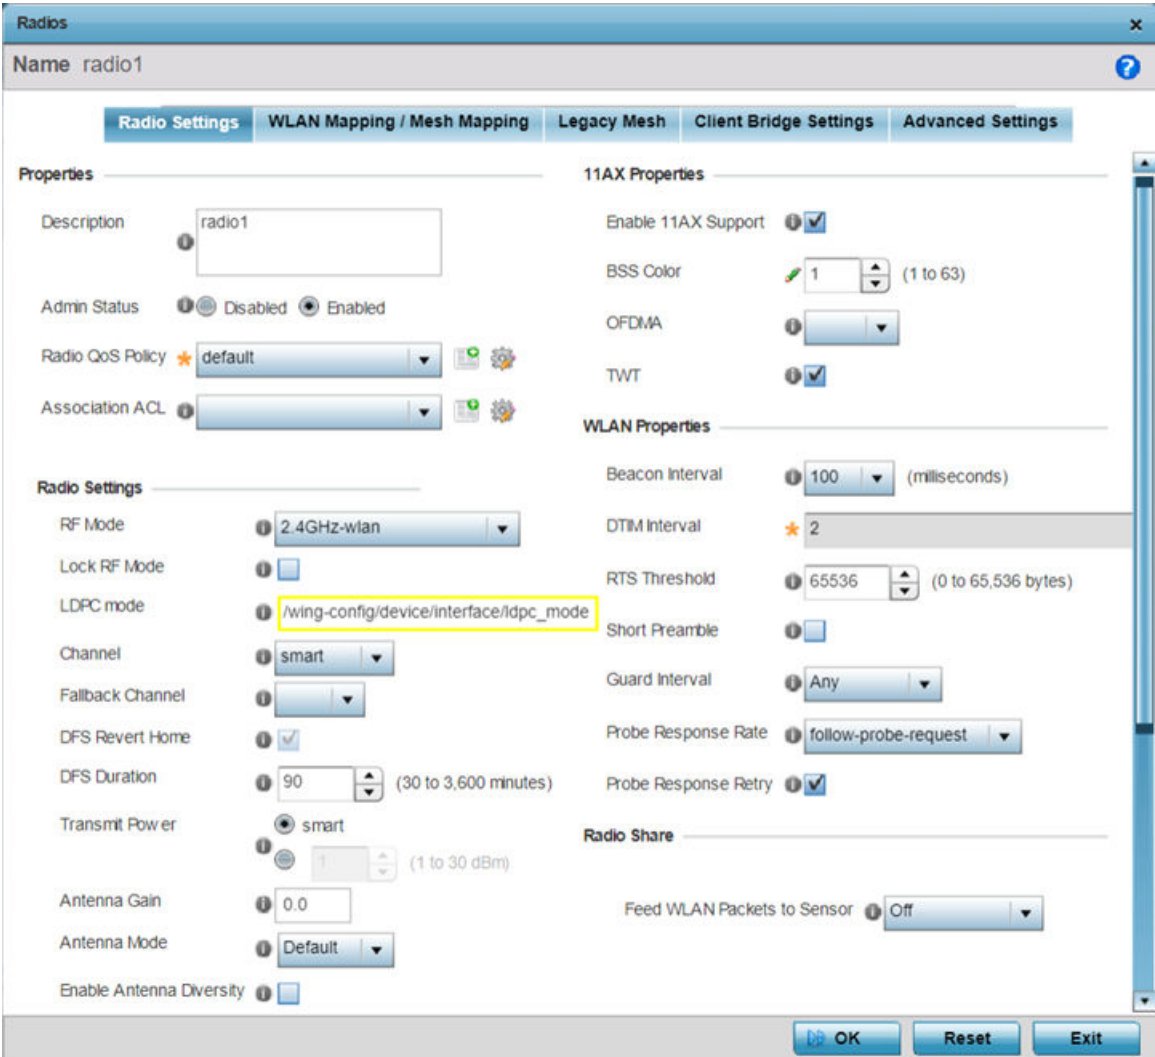 Radios
Name radio1
Radio Settings WLAN Mapping / Mesh Mapping Legacy Mesh Client Bridge Settings Advanced Settings
Properties
Description radio1
Admin Status Disabled Enabled
Radio QoS Policy default
Association ACL
Radio Settings
RF Mode 2.4GHz-wlan
Lock RF Mode
LDPC mode /wing-config/device/interface/ldpc_mode
Channel smart
Fallback Channel
DFS Revert Home
DFS Duration 90 (30 to 3,600 minutes)
Transmit Power smart
1 (1 to 30 dBm)
Antenna Gain 0.0
Antenna Mode Default
Enable Antenna Diversity
11AX Properties
Enable 11AX Support
BSS Color 1 (1 to 63)
OFDMA
TWT
WLAN Properties
Beacon Interval 100 (milliseconds)
DTIM Interval 2
RTS Threshold 65536 (0 to 65,536 bytes)
Short Preamble
Guard Interval Any
Probe Response Rate follow-probe-request
Probe Response Retry
Radio Share
Feed WLAN Packets to Sensor Off
OK Reset Exit